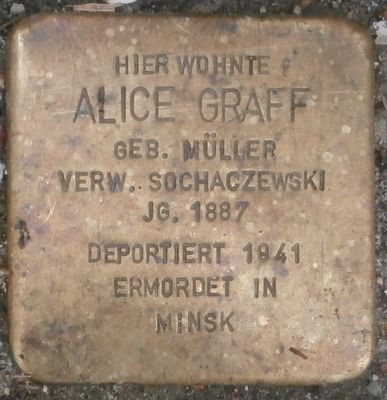 HIER WOHNTE
ALICE GRAFF
GEB. MÜLLER
VERW. SOCHACZEWSKI
JG. 1887
DEPORTIERT 1941
ERMORDET IN
MINSK